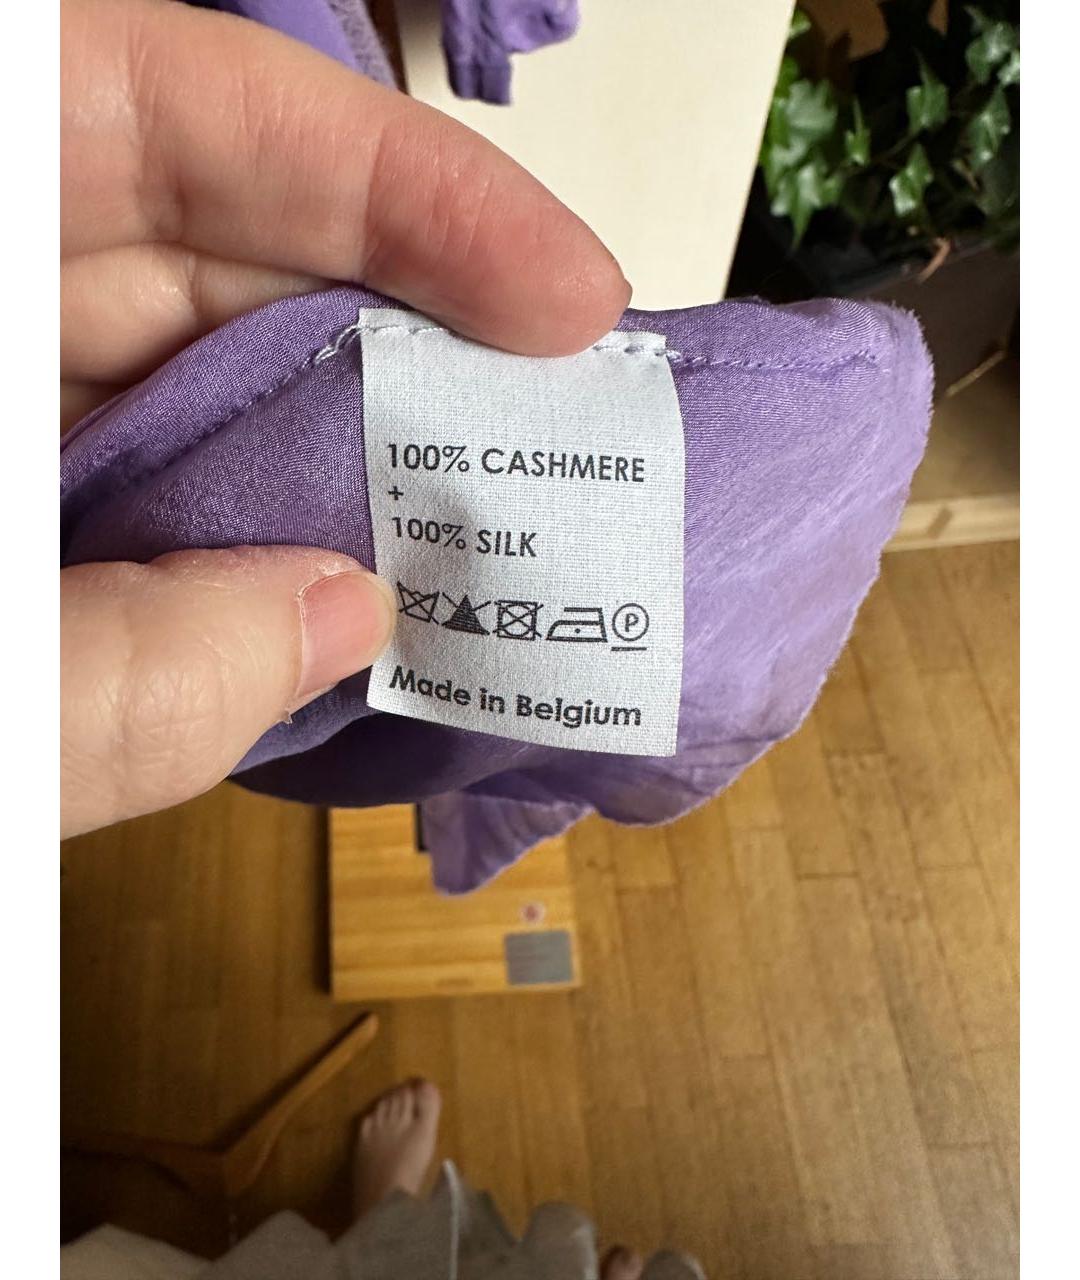 100% CASHMERE
+
100% SILK
P
Made in Belgium